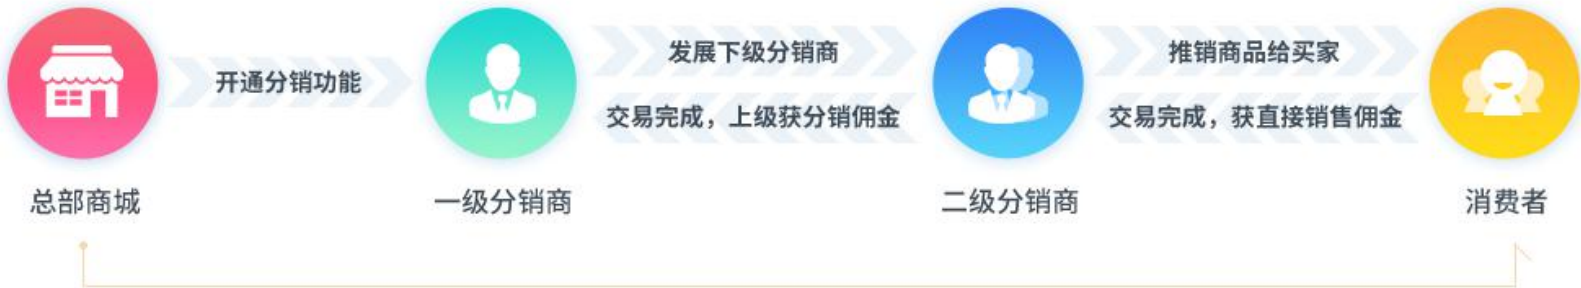 开通分销功能
发展下级分销商
推销商品给买家
交易完成，上级获分销佣金
交易完成，获直接销售佣金
总部商城
一级分销商
二级分销商
消费者